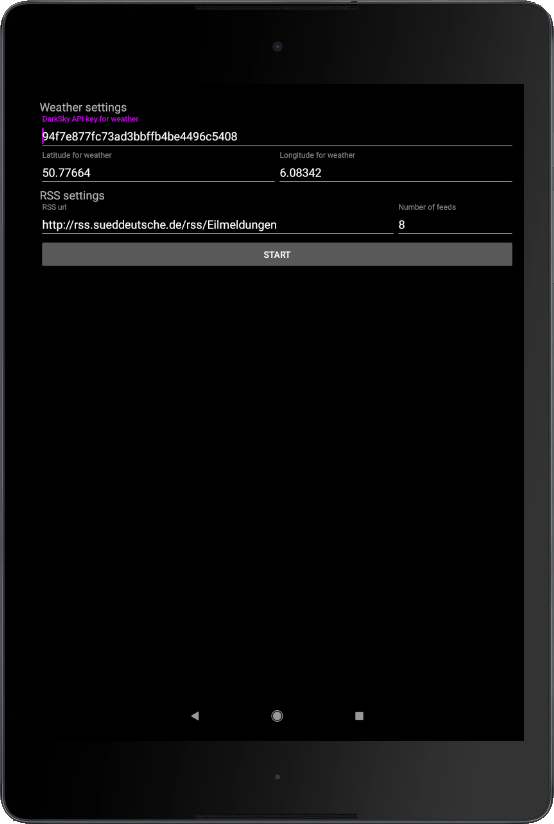 Weather settings
DarkSky API key for weather
94f7e877fc73ad3bbffb4be4496c5408
Latitude for weather Longitude for weather
50.77664 6.08342
RSS settings
RSS url Number of feeds
http://rss.sueddeutsche.de/rss/Eilmeldungen 8
START